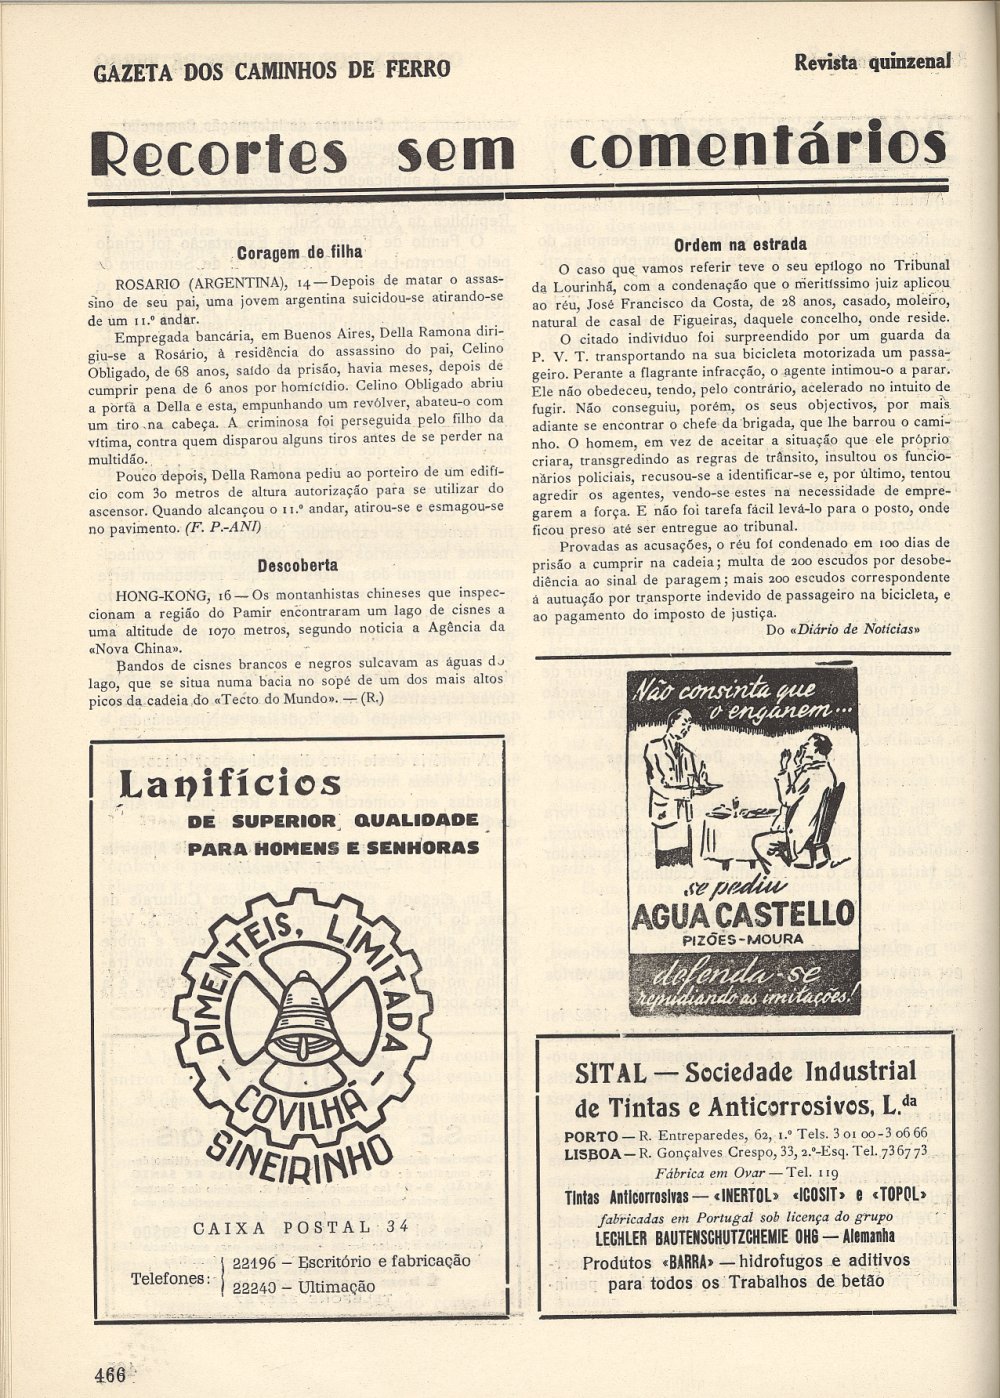 GAZETA DOS CAMINHOS DE FERRO
Revista quinzenal
Recortes sem comentários
Coragem de filha
ROSARIO (ARGENTINA), 14 — Depois de matar o assas-
sino de seu pai, uma jovem argentina suicidou-se atirando-se
de um 11.º andar.
Empregada bancária, em Buenos Aires, Della Ramona diri-
giu-se a Rosário, à residência do assassino do pai, Celino
Obligado, de 68 anos, saído da prisão, havia meses, depois de
cumprir pena de 6 anos por homicídio. Celino Obligado abriu
a porta a Della e esta, empunhando um revólver, abateu-o com
um tiro na cabeça. A criminosa foi perseguida pelo filho da
vítima, contra quem disparou alguns tiros antes de se perder na
multidão.
Pouco depois, Della Ramona pediu ao porteiro de um edifí-
cio com 30 metros de altura autorização para se utilizar do
ascensor. Quando alcançou o 11.º andar, atirou-se e esmagou-se
no pavimento. (F. P.-ANI)
Descoberta
HONG-KONG, 16 — Os montanhistas chineses que inspec-
cionam a região do Pamir encontraram um lago de cisnes a
uma altitude de 1070 metros, segundo noticia a Agência da
«Nova China».
Bandos de cisnes brancos e negros sulcavam as águas do
lago, que se situa numa bacia no sopé de um dos mais altos
picos da cadeia do «Tecto do Mundo». — (R.)
Lanifícios
DE SUPERIOR QUALIDADE
PARA HOMENS E SENHORAS
PIMENTEIS, LIMITADA
— COVILHÃ —
SINEIRINHO
CAIXA POSTAL 34
Telefones:
22196 – Escritório e fabricação
22240 – Ultimação
466
Ordem na estrada
O caso que vamos referir teve o seu epílogo no Tribunal
da Lourinhã, com a condenação que o meritíssimo juiz aplicou
ao réu, José Francisco da Costa, de 28 anos, casado, moleiro,
natural de casal de Figueiras, daquele concelho, onde reside.
O citado indivíduo foi surpreendido por um guarda da
P. V. T. transportando na sua bicicleta motorizada um passa-
geiro. Perante a flagrante infracção, o agente intimou-o a parar.
Ele não obedeceu, tendo, pelo contrário, acelerado no intuito de
fugir. Não conseguiu, porém, os seus objectivos, por mais
adiante se encontrar o chefe da brigada, que lhe barrou o cami-
nho. O homem, em vez de aceitar a situação que ele próprio
criara, transgredindo as regras de trânsito, insultou os funcio-
nários policiais, recusou-se a identificar-se e, por último, tentou
agredir os agentes, vendo-se estes na necessidade de empre-
garem a força. E não foi tarefa fácil levá-lo para o posto, onde
ficou preso até ser entregue ao tribunal.
Provadas as acusações, o réu foi condenado em 100 dias de
prisão a cumprir na cadeia; multa de 200 escudos por desobe-
diência ao sinal de paragem; mais 200 escudos correspondente
á autuação por transporte indevido de passageiro na bicicleta, e
ao pagamento do imposto de justiça.
Do «Diário de Notícias»
Não consinta que
o enganem...
se pediu
AGUA CASTELLO
PIZÕES-MOURA
defenda-se
repudiando as imitações!
SITAL — Sociedade Industrial
de Tintas e Anticorrosivos, L.da
PORTO — R. Entreparedes, 62, 1.º Tels. 3 01 00-3 06 66
LISBOA — R. Gonçalves Crespo, 33, 2.º-Esq. Tel. 736773
Fábrica em Ovar — Tel. 119
Tintas Anticorrosivas — «INERTOL» «ICOSIT» e «TOPOL»
fabricadas em Portugal sob licença do grupo
LECHLER BAUTENSCHUTZCHEMIE OHG — Alemanha
Produtos «BARRA» — hidrofugos e aditivos
para todos os Trabalhos de betão